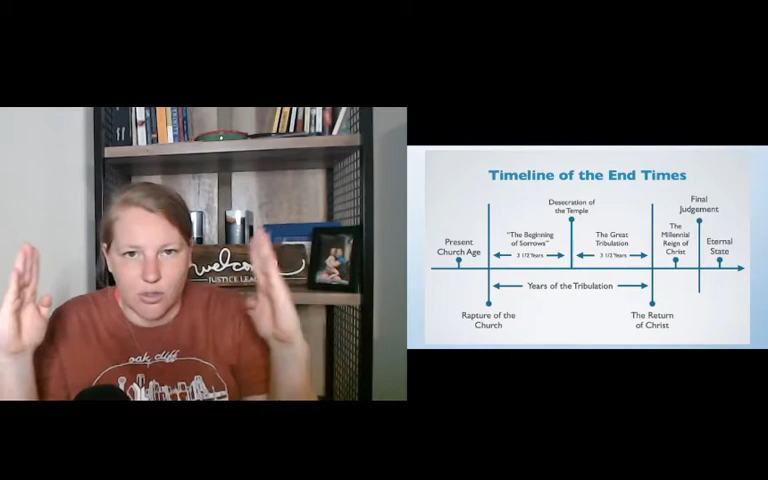 welcome
JUSTICE LEA
oak cliff
Timeline of the End Times
Desecration of
the Temple
Final
Judgement
Present
Church Age
"The Beginning
of Sorrows"
3 1/2 Years
The Great
Tribulation
3 1/2 Years
The
Millennial
Reign of
Christ
Eternal
State
Years of the Tribulation
Rapture of the
Church
The Return
of Christ